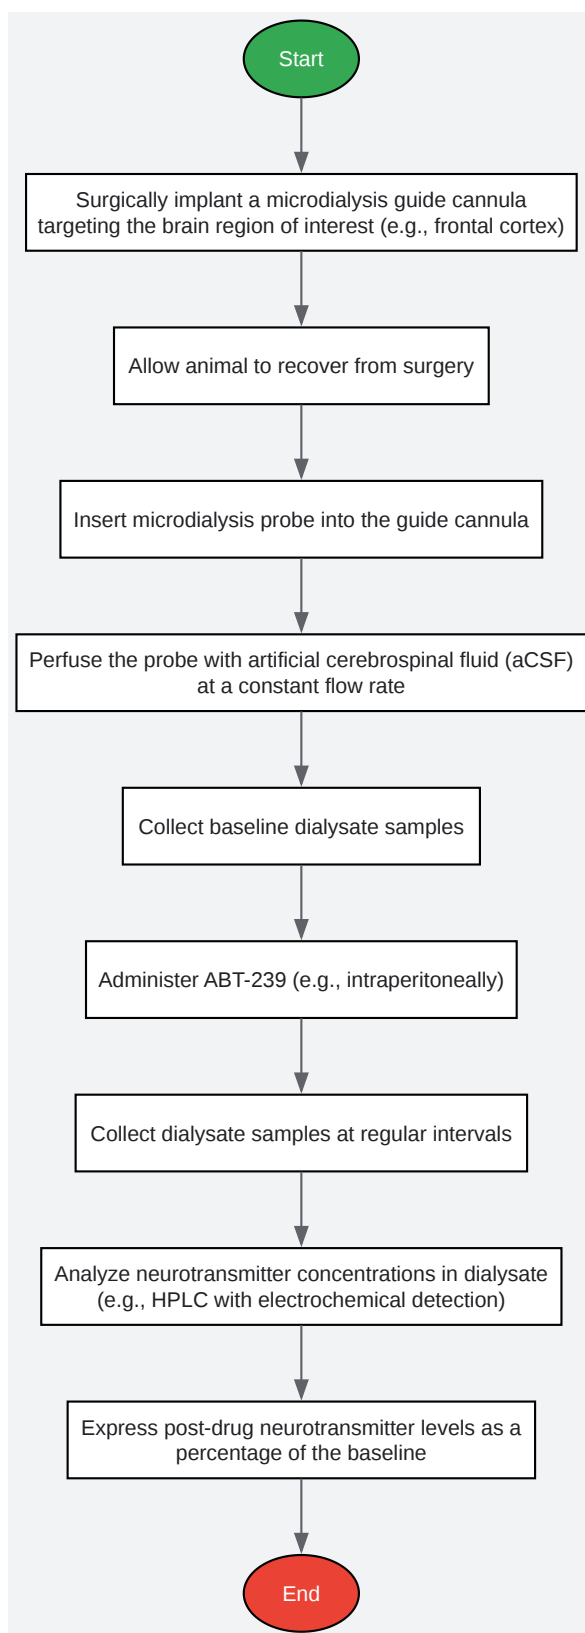 Start
Surgically implant a microdialysis guide cannula
targeting the brain region of interest (e.g., frontal cortex)
Allow animal to recover from surgery
Insert microdialysis probe into the guide cannula
Perfuse the probe with artificial cerebrospinal fluid (aCSF)
at a constant flow rate
Collect baseline dialysate samples
Administer ABT-239 (e.g., intraperitoneally)
Collect dialysate samples at regular intervals
Analyze neurotransmitter concentrations in dialysate
(e.g., HPLC with electrochemical detection)
Express post-drug neurotransmitter levels as a
percentage of the baseline
End